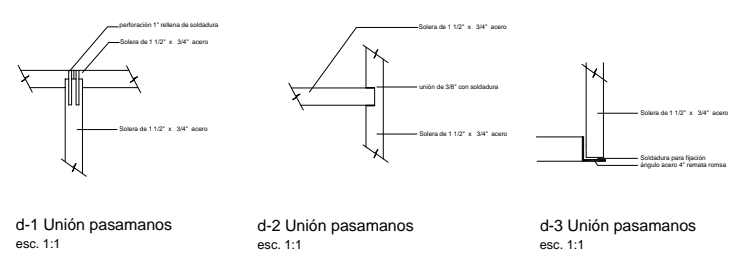 perforación 1" rellena de soldadura
Solera de 1 1/2" x 3/4" acero
Solera de 1 1/2" x 3/4" acero
d-1 Unión pasamanos
esc. 1:1
Solera de 1 1/2" x 3/4" acero
unión de 3/8" con soldadura
Solera de 1 1/2" x 3/4" acero
d-2 Unión pasamanos
esc. 1:1
Solera de 1 1/2" x 3/4" acero
Soldadura para fijación
ángulo acero 4" remata romsa
d-3 Unión pasamanos
esc. 1:1